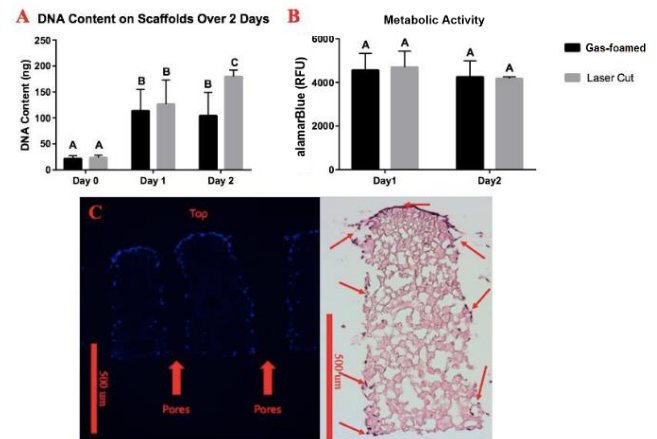 A DNA Content on Scaffolds Over 2 Days
250
200
150
100
50
0
DNA Content (ng)
A A B B B C
Day 0 Day 1 Day 2
B Metabolic Activity
6000
4000
2000
0
alamarBlue (RFU)
A A A A
Day1 Day2
Gas-foamed
Laser Cut
C
Top
500 um
Pores Pores
500 um